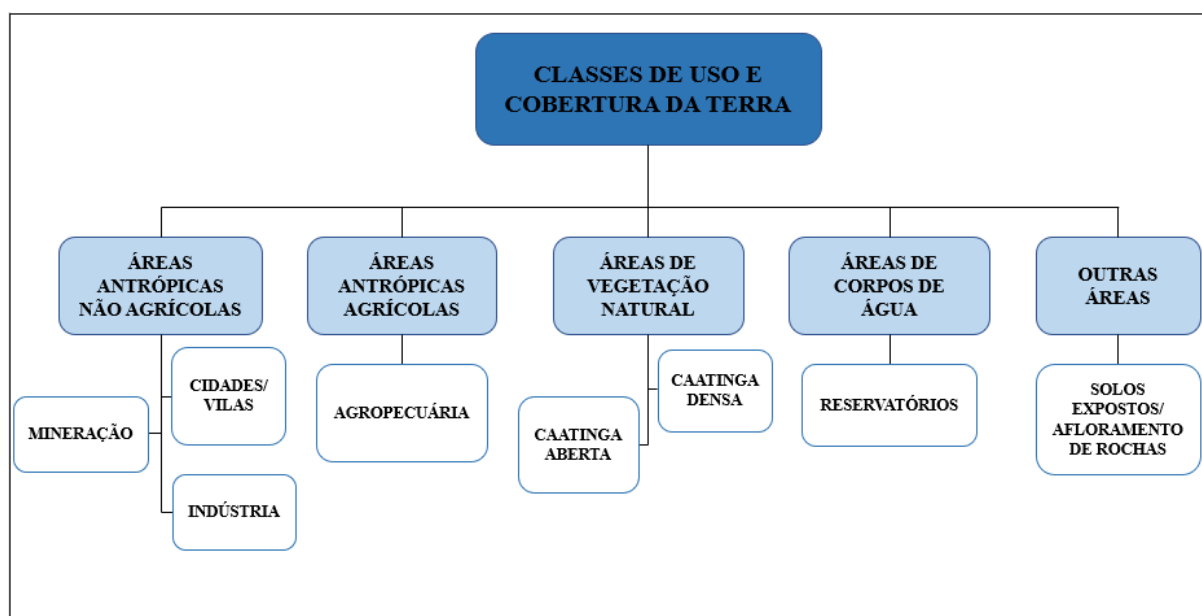 CLASSES DE USO E
COBERTURA DA TERRA
ÁREAS
ANTRÓPICAS
NÃO AGRÍCOLAS
ÁREAS
ANTRÓPICAS
AGRÍCOLAS
ÁREAS DE
VEGETAÇÃO
NATURAL
ÁREAS DE
CORPOS DE
ÁGUA
OUTRAS
ÁREAS
MINERAÇÃO
CIDADES/
VILAS
INDÚSTRIA
AGROPECUÁRIA
CAATINGA
ABERTA
CAATINGA
DENSA
RESERVATÓRIOS
SOLOS
EXPOSTOS/
AFLORAMENTO
DE ROCHAS